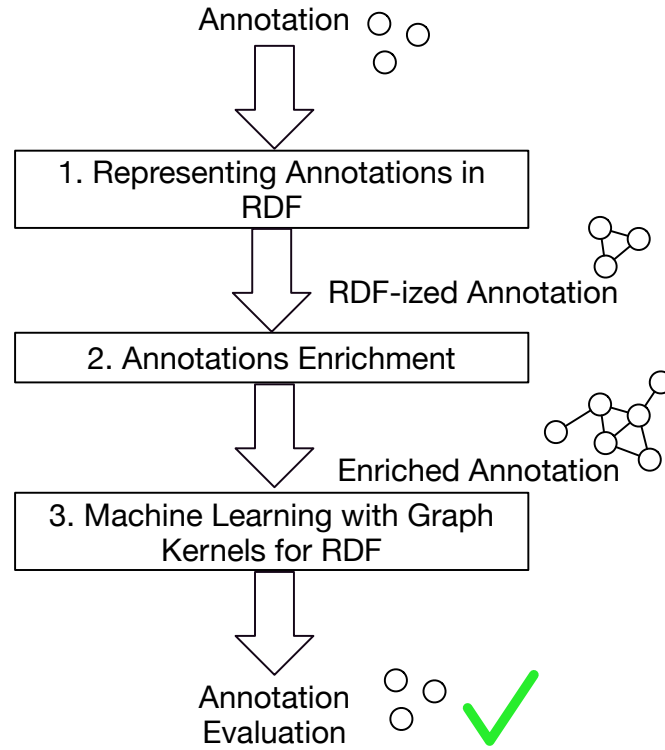 Annotation
1. Representing Annotations in
RDF
RDF-ized Annotation
2. Annotations Enrichment
Enriched Annotation
3. Machine Learning with Graph
Kernels for RDF
Annotation
Evaluation